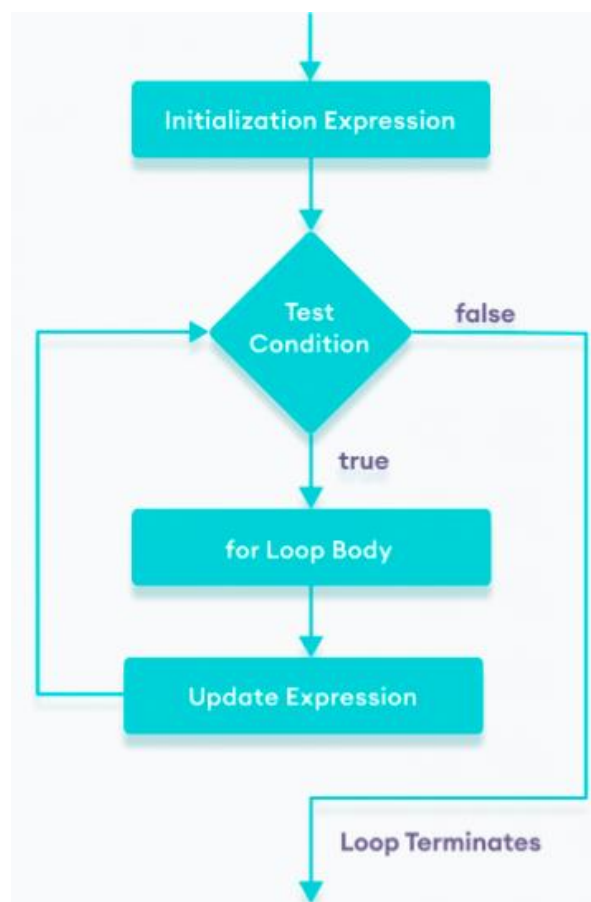 Initialization Expression
Test
Condition
false
true
for Loop Body
Update Expression
Loop Terminates